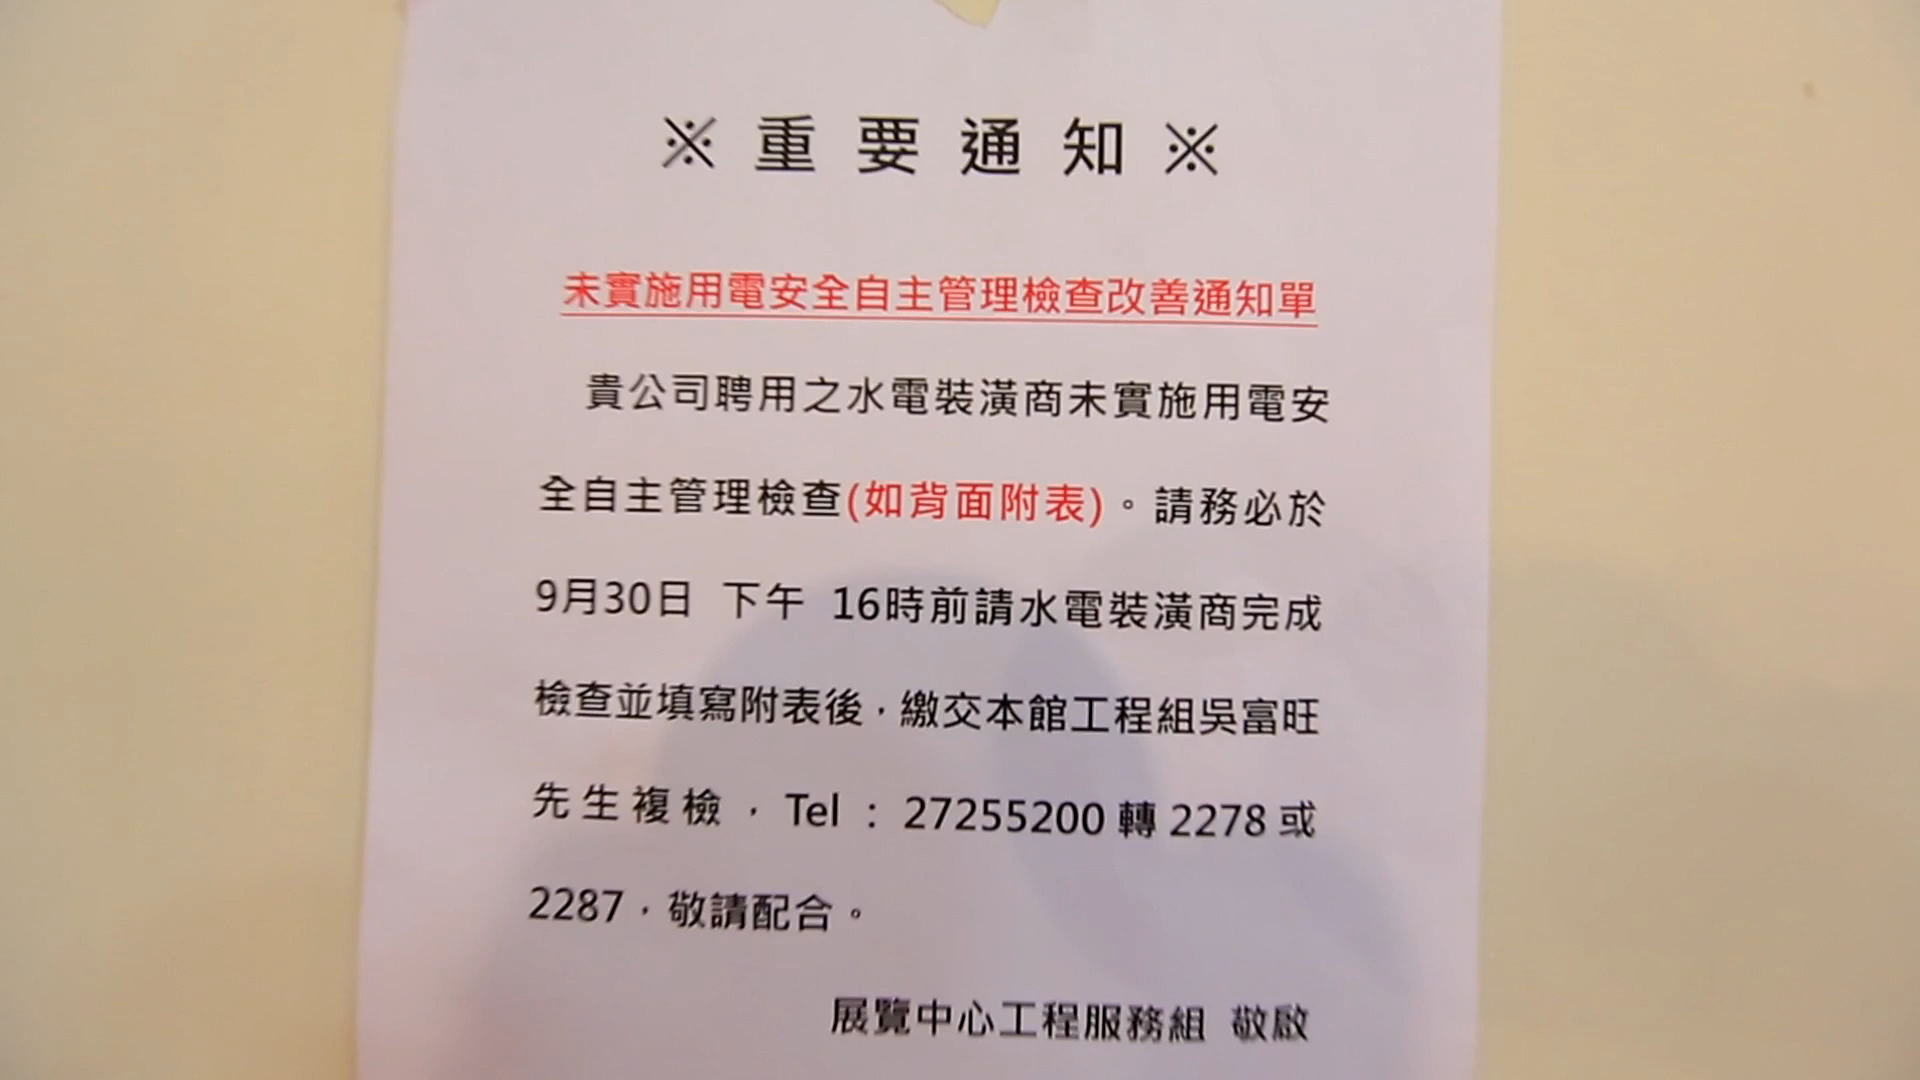 ※重要通知※
未實施用電安全自主管理檢查改善通知單
貴公司聘用之水電裝潢商未實施用電安
全自主管理檢查(如背面附表)。請務必於
9月30日 下午 16時前請水電裝潢商完成
檢查並填寫附表後，繳交本館工程組吳富旺
先生複檢，Tel：27255200 轉 2278 或
2287，敬請配合。
展覽中心工程服務組 敬啟